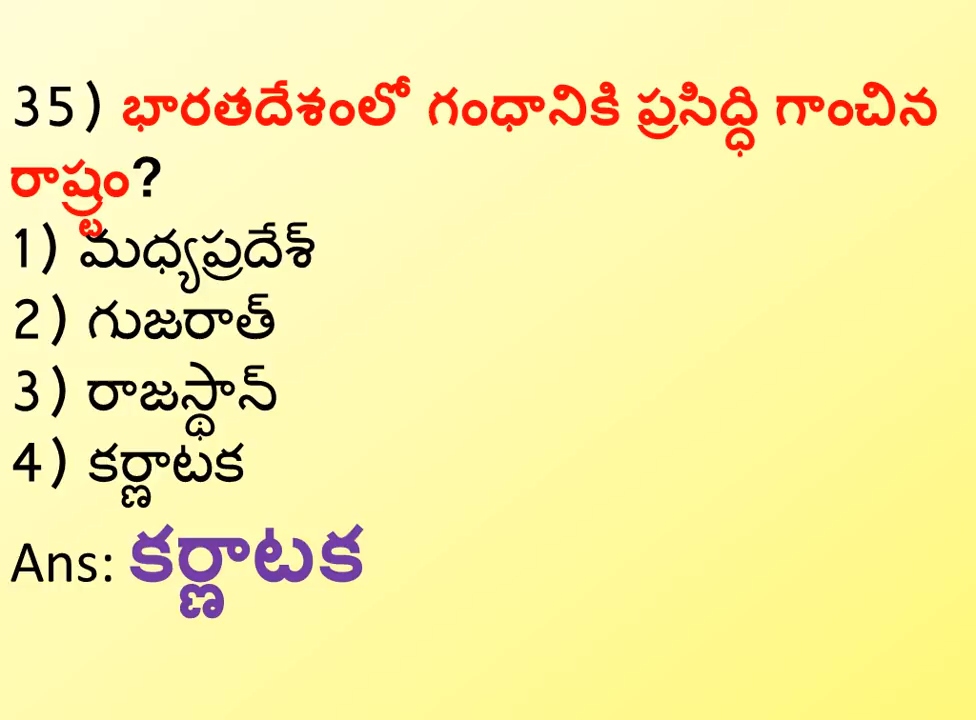 35) భారతదేశంలో గంధానికి ప్రసిద్ధి గాంచిన
రాష్ట్రం?
1) మధ్యప్రదేశ్
2) గుజరాత్
3) రాజస్థాన్
4) కర్ణాటక
Ans: కర్ణాటక